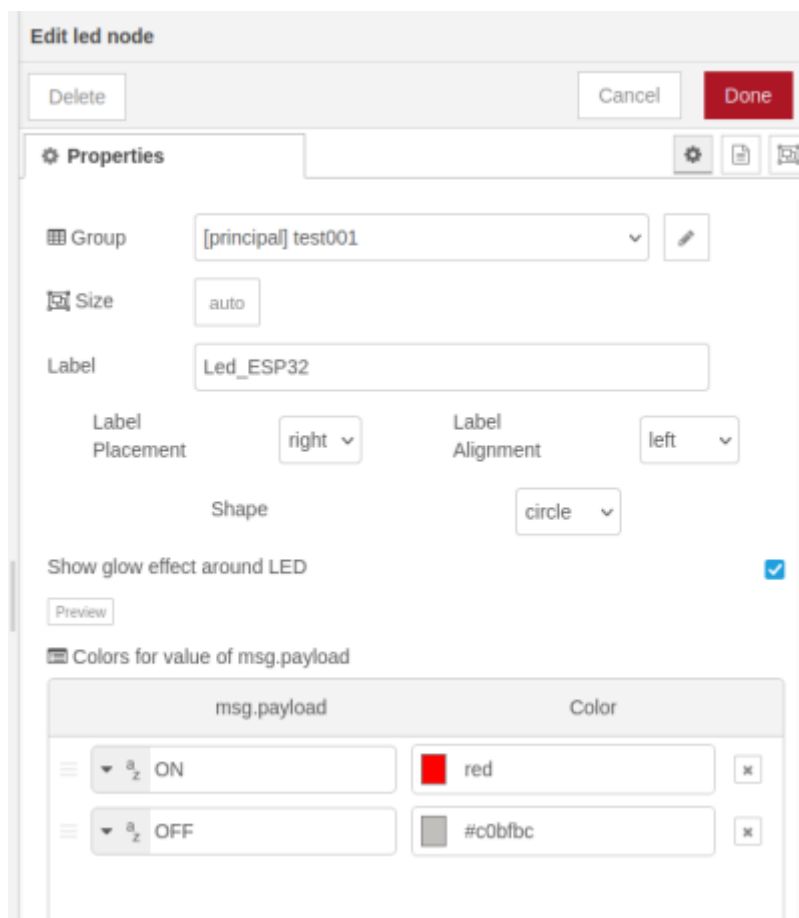 Edit led node
Delete Cancel Done
Properties
Group [principal] test001
Size auto
Label Led_ESP32
Label Placement right Label Alignment left
Shape circle
Show glow effect around LED
Preview
Colors for value of msg.payload
msg.payload Color
a z ON red
a z OFF #c0bfbc